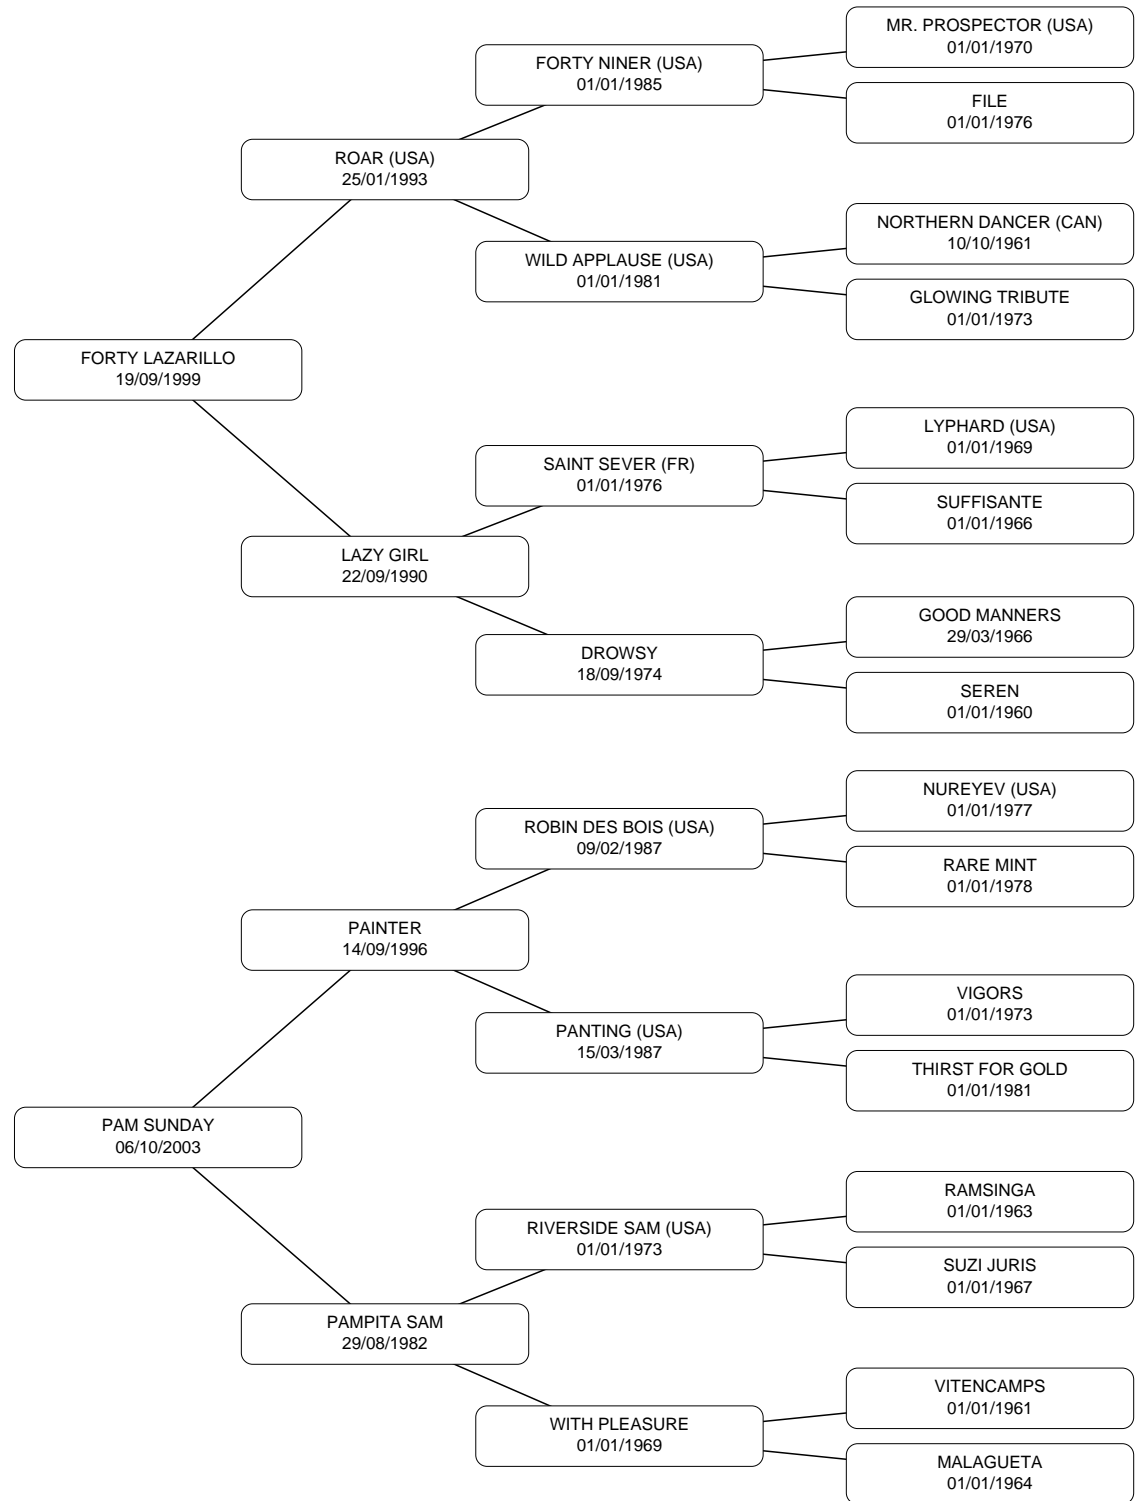 MR. PROSPECTOR (USA)
01/01/1970
FORTY NINER (USA)
01/01/1985
FILE
01/01/1976
ROAR (USA)
25/01/1993
NORTHERN DANCER (CAN)
10/10/1961
WILD APPLAUSE (USA)
01/01/1981
GLOWING TRIBUTE
01/01/1973
FORTY LAZARILLO
19/09/1999
LYPHARD (USA)
01/01/1969
SAINT SEVER (FR)
01/01/1976
SUFFISANTE
01/01/1966
LAZY GIRL
22/09/1990
GOOD MANNERS
29/03/1966
DROWSY
18/09/1974
SEREN
01/01/1960
NUREYEV (USA)
01/01/1977
ROBIN DES BOIS (USA)
09/02/1987
RARE MINT
01/01/1978
PAINTER
14/09/1996
VIGORS
01/01/1973
PANTING (USA)
15/03/1987
THIRST FOR GOLD
01/01/1981
PAM SUNDAY
06/10/2003
RAMSINGA
01/01/1963
RIVERSIDE SAM (USA)
01/01/1973
SUZI JURIS
01/01/1967
PAMPITA SAM
29/08/1982
VITENCAMPS
01/01/1961
WITH PLEASURE
01/01/1969
MALAGUETA
01/01/1964